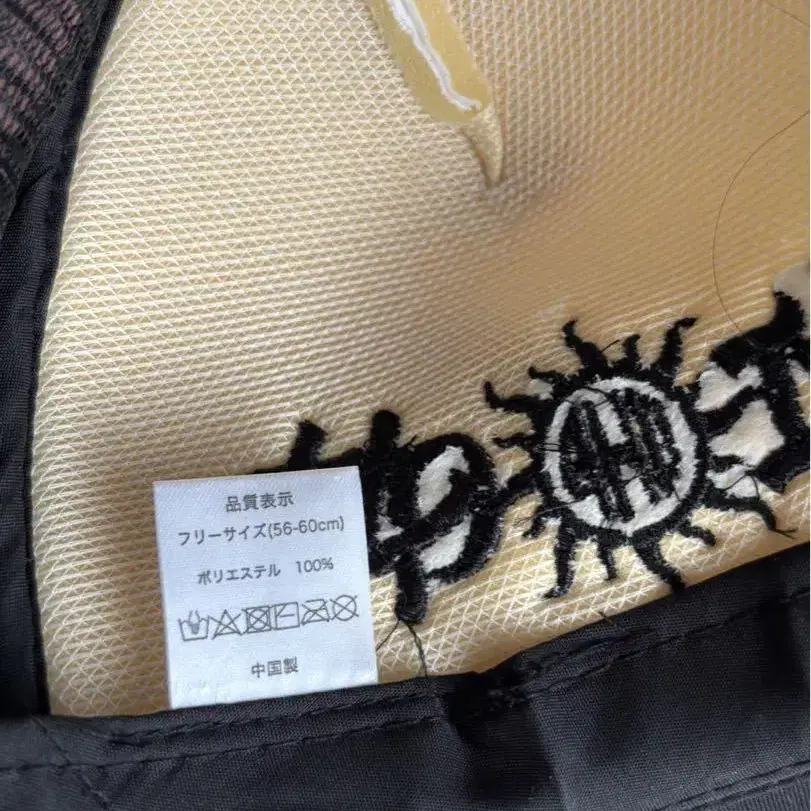 品質表示
フリーサイズ(56-60cm)
ポリエステル 100%
中国製